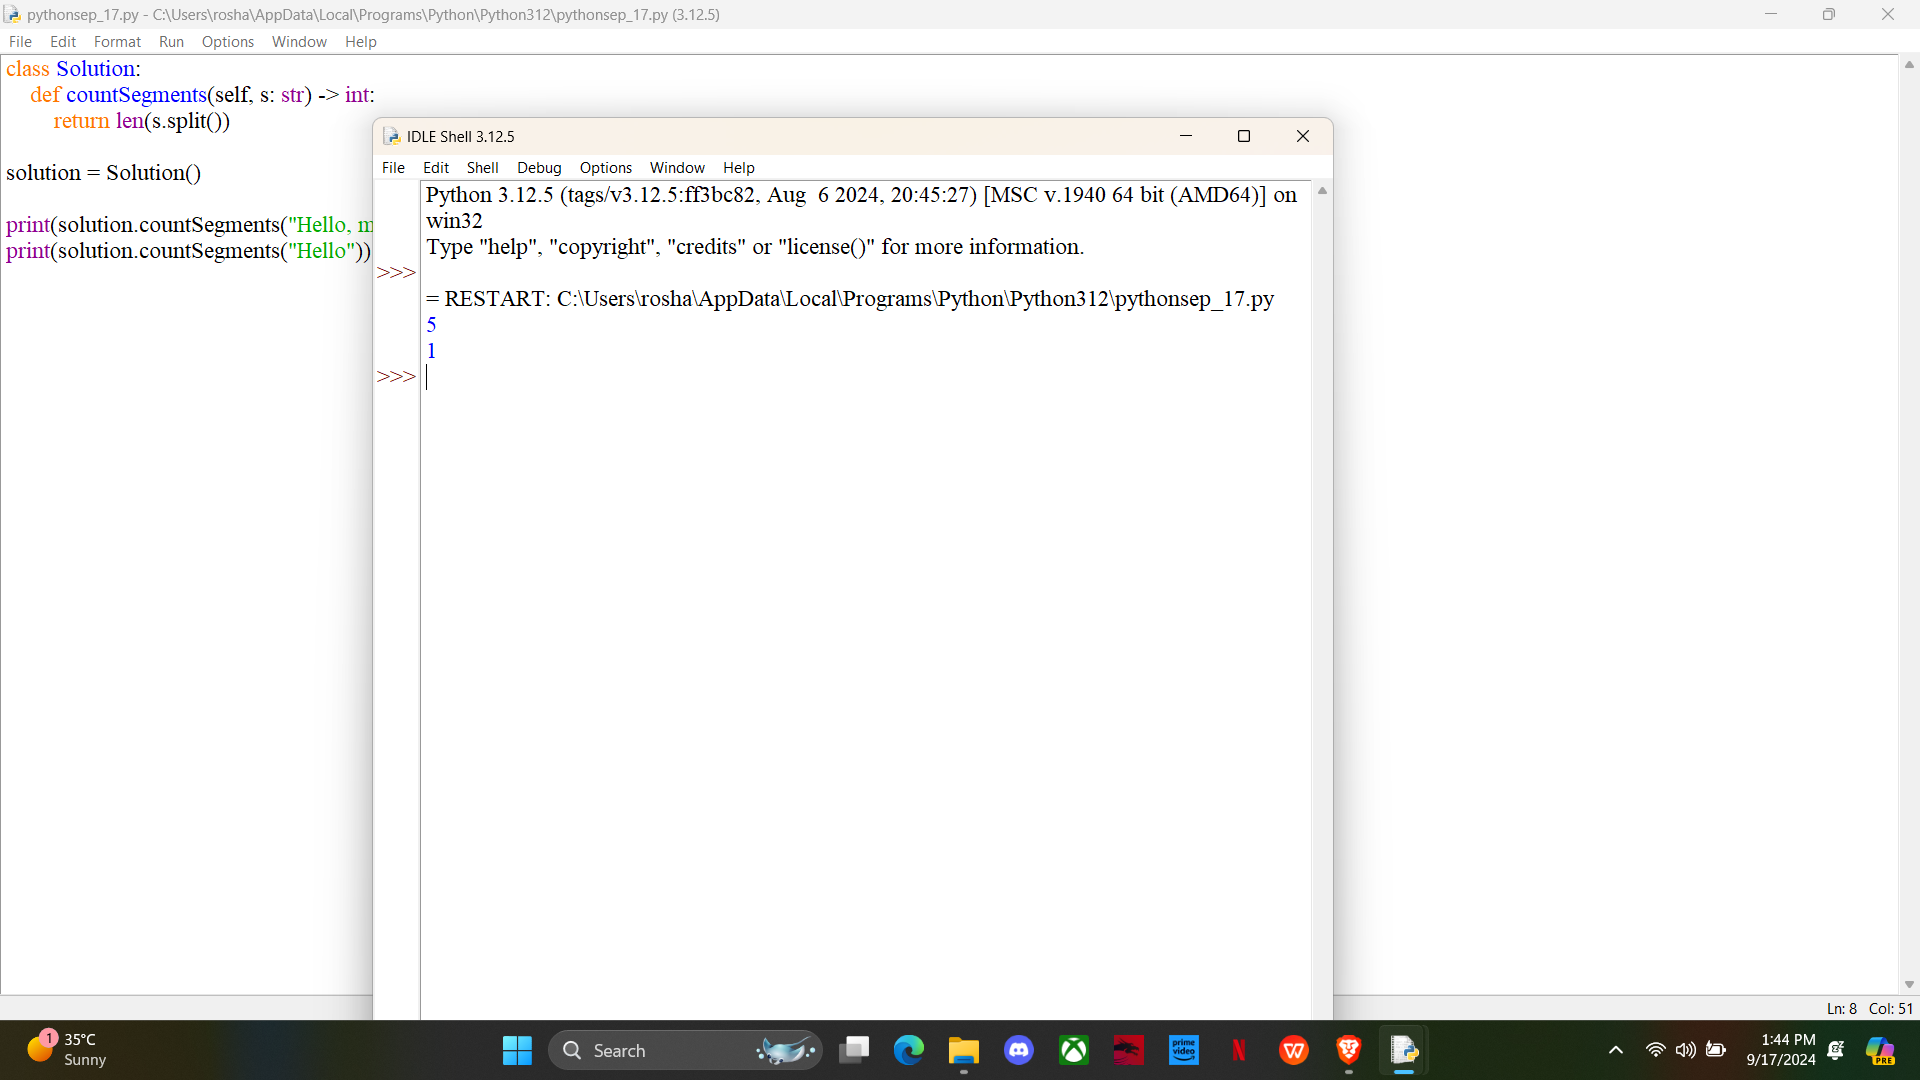 pythonsep_17.py - C:\Users\rosha\AppData\Local\Programs\Python\Python312\pythonsep_17.py (3.12.5)
File Edit Format Run Options Window Help
class Solution:
    def countSegments(self, s: str) -> int:
        return len(s.split())
solution = Solution()
print(solution.countSegments("Hello, m
print(solution.countSegments("Hello"))
IDLE Shell 3.12.5
File Edit Shell Debug Options Window Help
Python 3.12.5 (tags/v3.12.5:ff3bc82, Aug  6 2024, 20:45:27) [MSC v.1940 64 bit (AMD64)] on
win32
Type "help", "copyright", "credits" or "license()" for more information.
>>>
= RESTART: C:\Users\rosha\AppData\Local\Programs\Python\Python312\pythonsep_17.py
5
1
>>>
Ln: 8 Col: 51
1
35°C
Sunny
Search
prime video
N
W
1:44 PM
9/17/2024
PRE